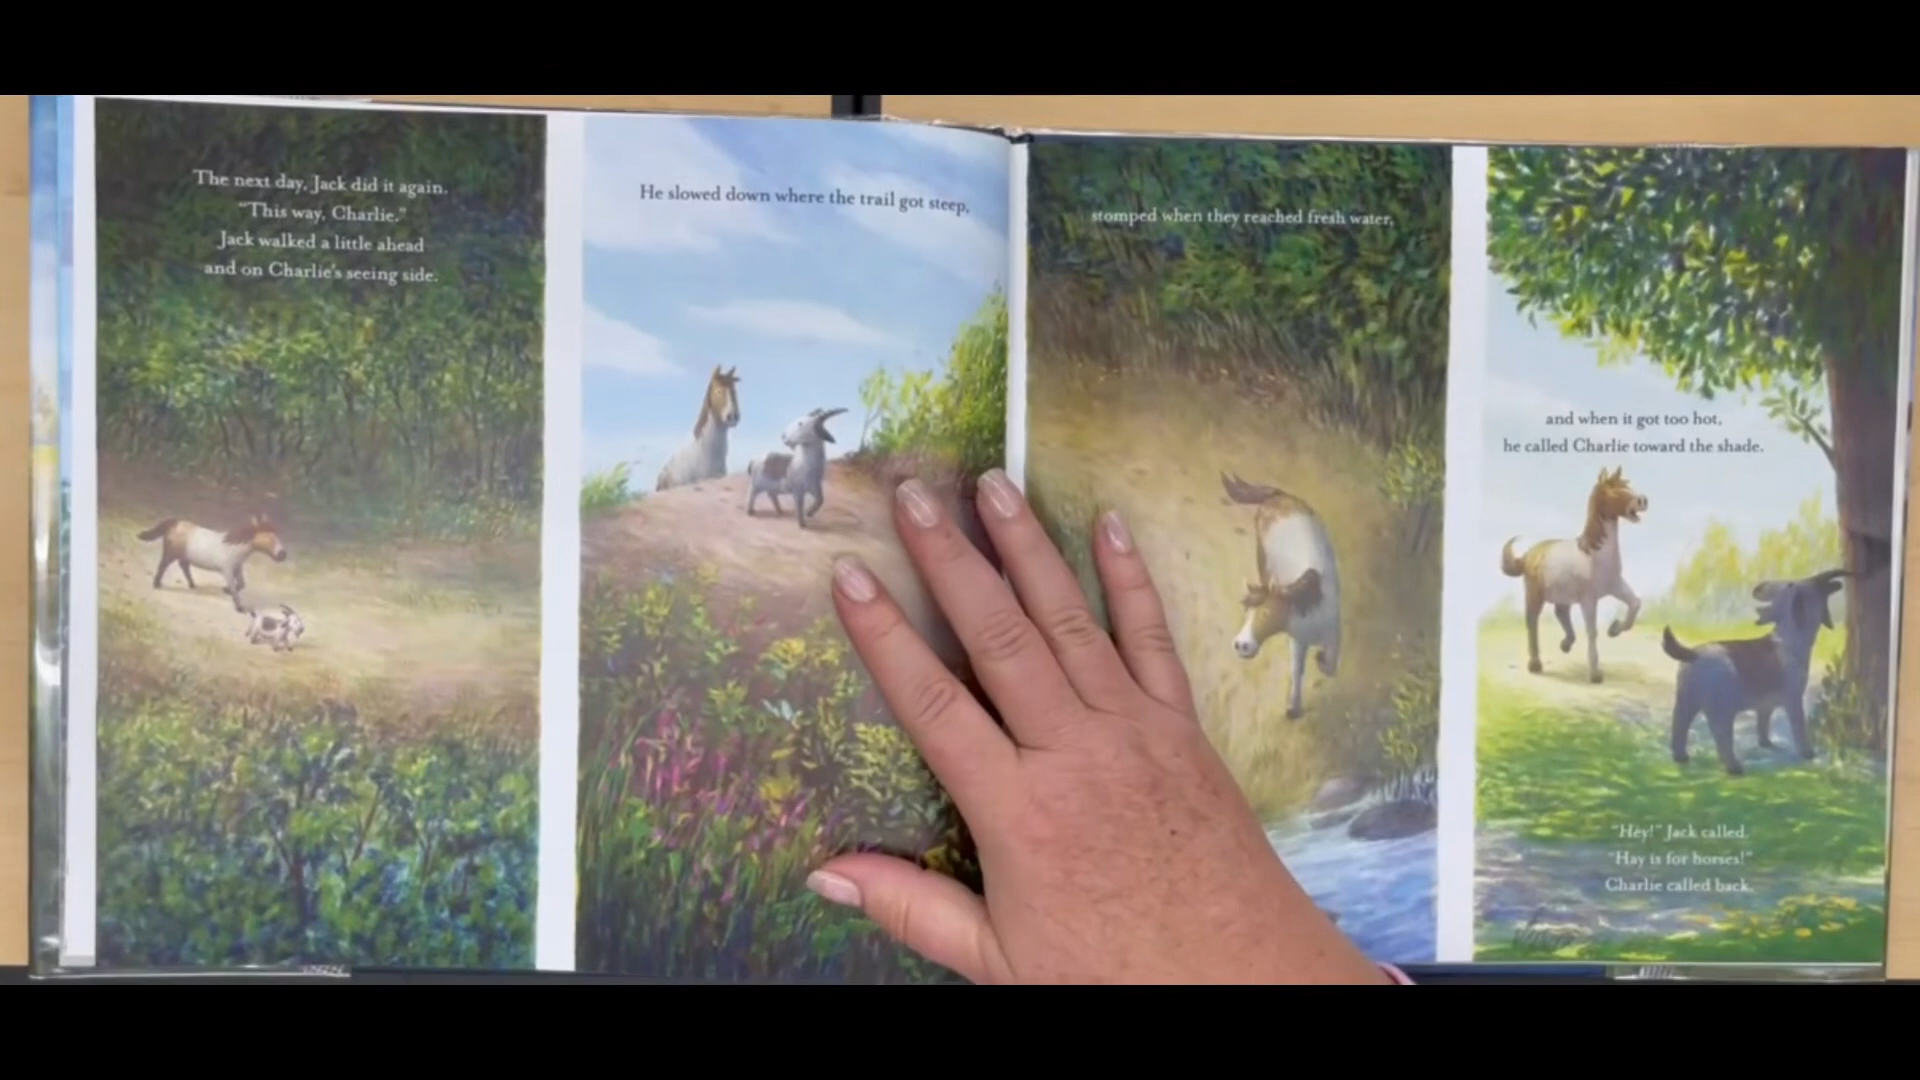 The next day, Jack did it again.
“This way, Charlie.”
Jack walked a little ahead
and on Charlie's seeing side.
He slowed down where the trail got steep,
stomped when they reached fresh water,
and when it got too hot,
he called Charlie toward the shade.
“Hey!” Jack called.
“Hay is for horses!”
Charlie called back.